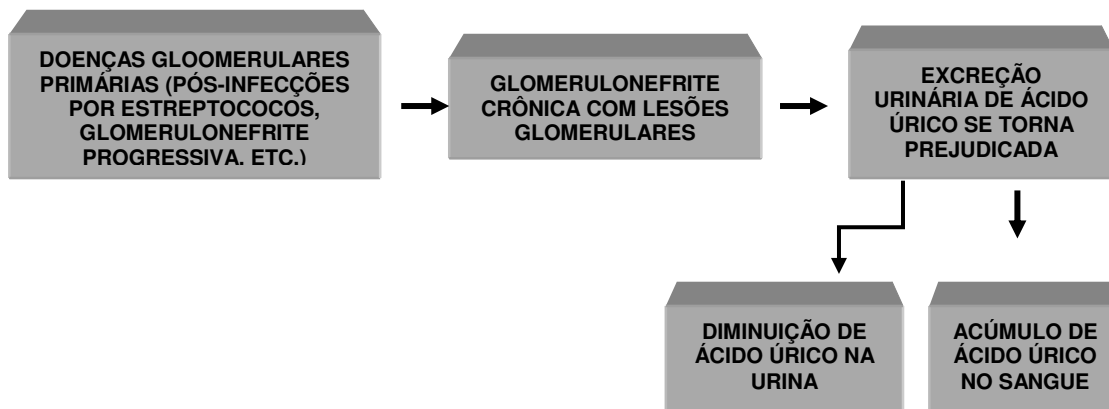 DOENÇAS GLOOMERULARES
PRIMÁRIAS (PÓS-INFECÇÕES
POR ESTREPTOCOCOS,
GLOMERULONEFRITE
PROGRESSIVA. ETC.)
GLOMERULONEFRITE
CRÔNICA COM LESÕES
GLOMERULARES
EXCREÇÃO
URINÁRIA DE ÁCIDO
ÚRICO SE TORNA
PREJUDICADA
DIMINUIÇÃO DE
ÁCIDO ÚRICO NA
URINA
ACÚMULO DE
ÁCIDO ÚRICO
NO SANGUE